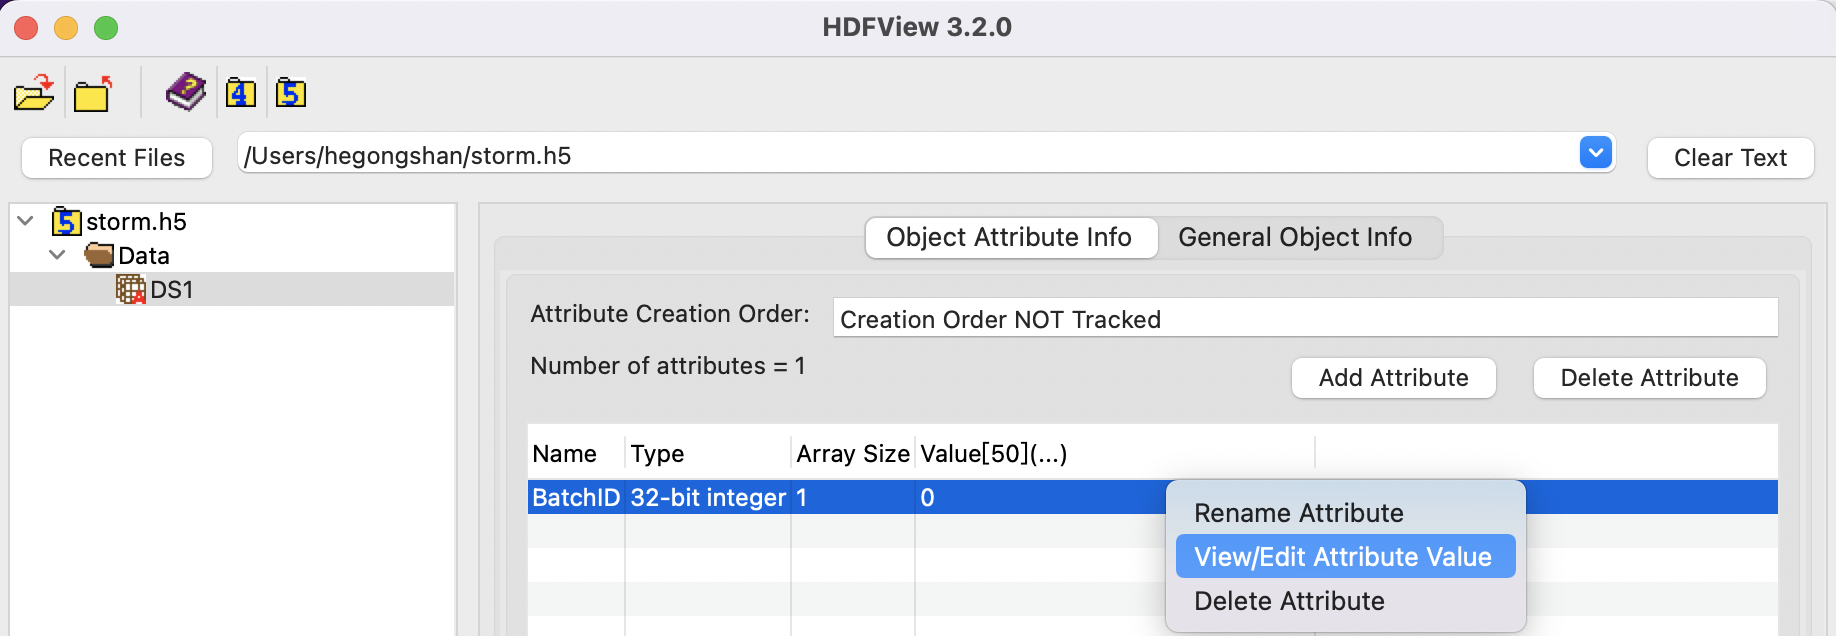 HDFView 3.2.0
? 4 5
Recent Files /Users/hegongshan/storm.h5 Clear Text
5 storm.h5
Data
A DS1
Object Attribute Info General Object Info
Attribute Creation Order: Creation Order NOT Tracked
Number of attributes = 1
Add Attribute Delete Attribute
Name Type Array Size Value[50](...)
BatchID 32-bit integer 1 0
Rename Attribute
View/Edit Attribute Value
Delete Attribute